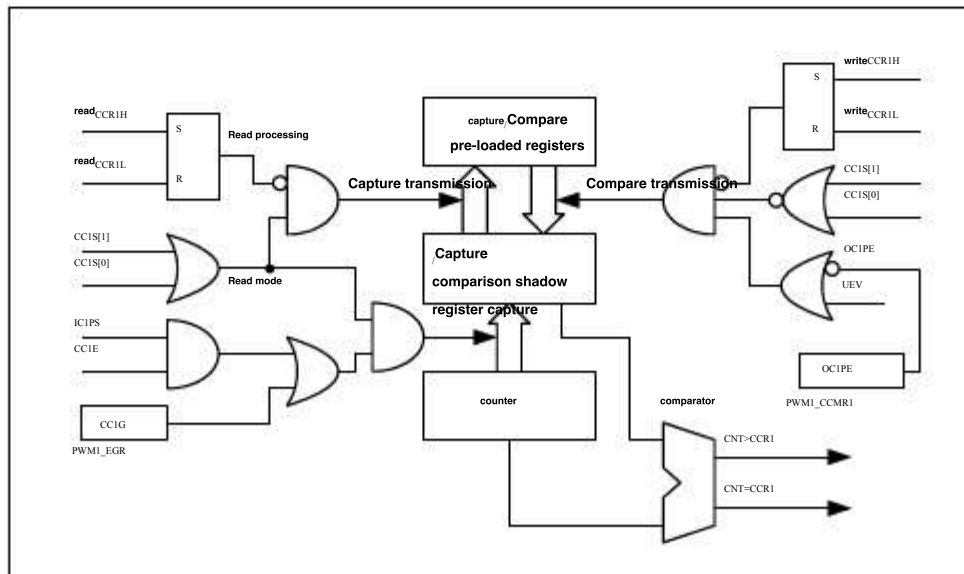 readCCR1H
S
Read processing
readCCR1L
R
capture/Compare
pre-loaded registers
writeCCR1H
S
writeCCR1L
R
Capture transmission
Compare transmission
CC1S[1]
CC1S[0]
CC1S[1]
CC1S[0]
Read mode
/Capture
comparison shadow
register capture
OC1PE
UEV
IC1PS
CC1E
OC1PE
PWM1_CCMR1
CC1G
PWM1_EGR
counter
comparator
CNT>CCR1
CNT=CCR1